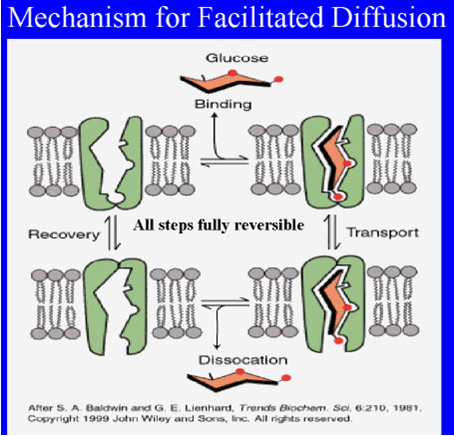 Mechanism for Facilitated Diffusion
Glucose
Binding
All steps fully reversible
Recovery
Transport
Dissocation
After S. A. Baldwin and G. E. Lienhard, Trends Biochem. Sci. 6:210, 1981.
Copyright 1999 John Wiley and Sons, Inc. All rights reserved.